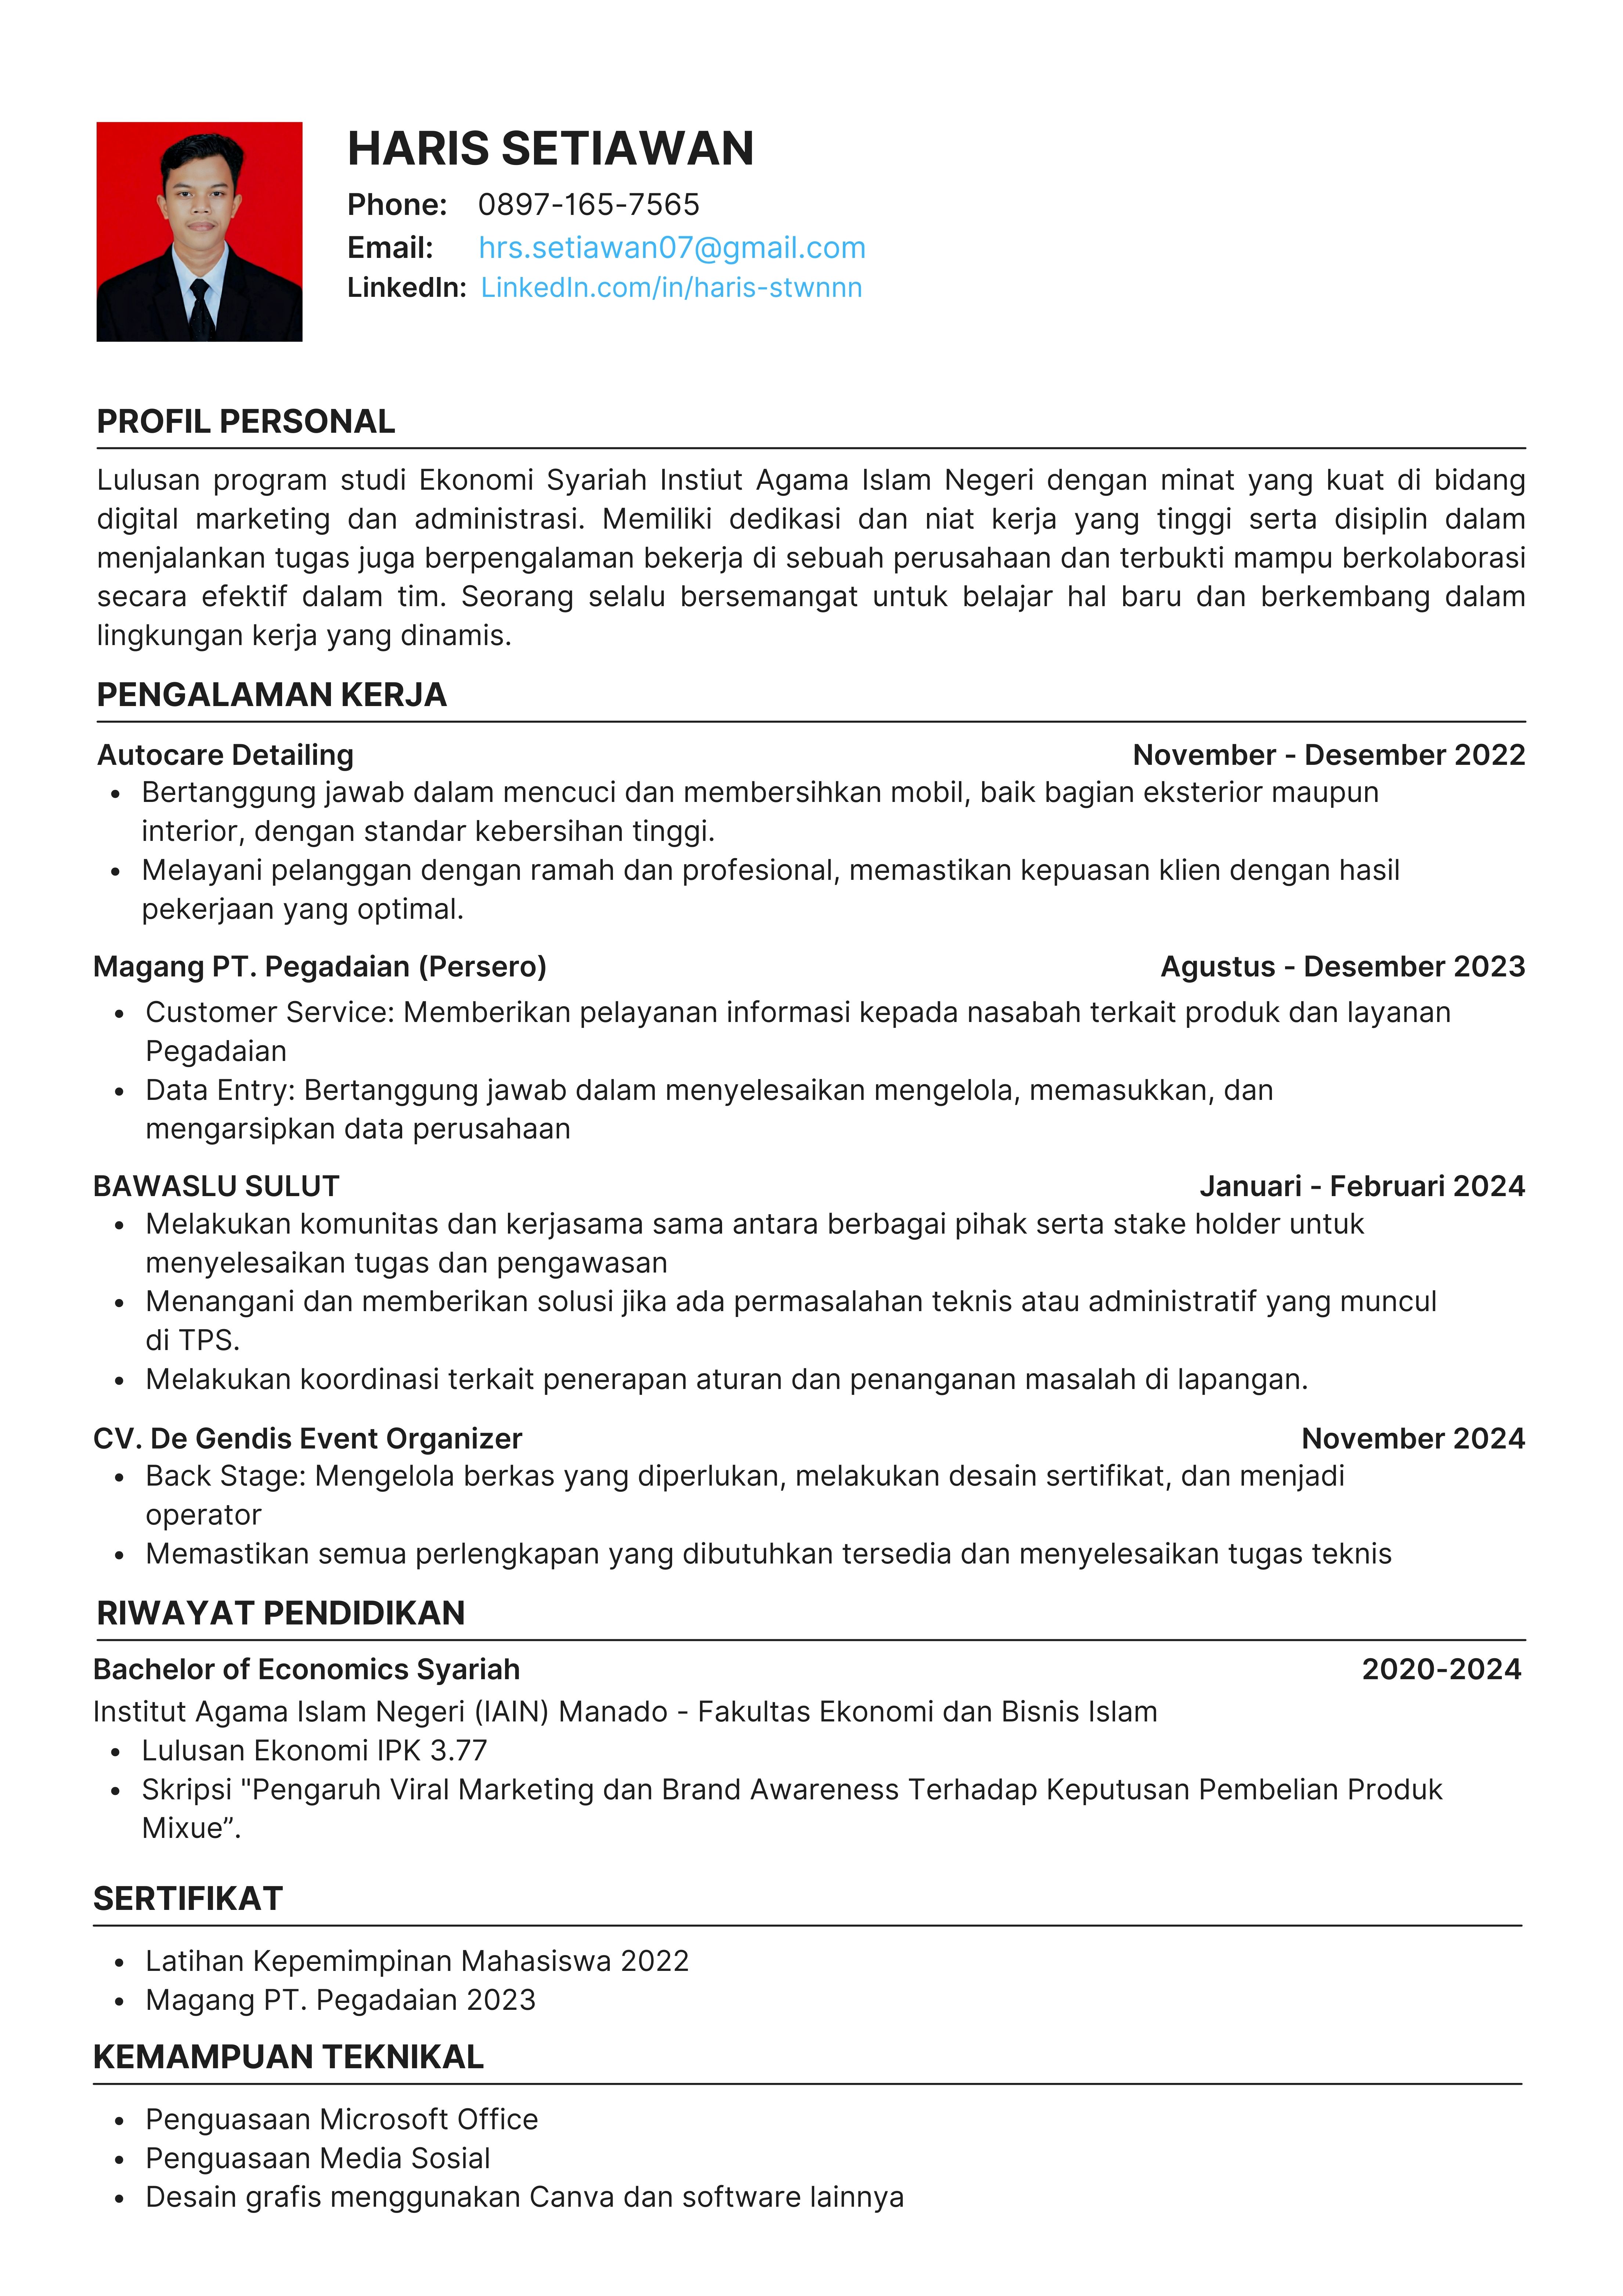 HARIS SETIAWAN
Phone: 0897-165-7565
Email: hrs.setiawan07@gmail.com
LinkedIn: LinkedIn.com/in/haris-stwnnn
PROFIL PERSONAL
Lulusan program studi Ekonomi Syariah Instiut Agama Islam Negeri dengan minat yang kuat di bidang
digital marketing dan administrasi. Memiliki dedikasi dan niat kerja yang tinggi serta disiplin dalam
menjalankan tugas juga berpengalaman bekerja di sebuah perusahaan dan terbukti mampu berkolaborasi
secara efektif dalam tim. Seorang selalu bersemangat untuk belajar hal baru dan berkembang dalam
lingkungan kerja yang dinamis.
PENGALAMAN KERJA
Autocare Detailing November - Desember 2022
• Bertanggung jawab dalam mencuci dan membersihkan mobil, baik bagian eksterior maupun
interior, dengan standar kebersihan tinggi.
• Melayani pelanggan dengan ramah dan profesional, memastikan kepuasan klien dengan hasil
pekerjaan yang optimal.
Magang PT. Pegadaian (Persero) Agustus - Desember 2023
• Customer Service: Memberikan pelayanan informasi kepada nasabah terkait produk dan layanan
Pegadaian
• Data Entry: Bertanggung jawab dalam menyelesaikan mengelola, memasukkan, dan
mengarsipkan data perusahaan
BAWASLU SULUT Januari - Februari 2024
• Melakukan komunitas dan kerjasama sama antara berbagai pihak serta stake holder untuk
menyelesaikan tugas dan pengawasan
• Menangani dan memberikan solusi jika ada permasalahan teknis atau administratif yang muncul
di TPS.
• Melakukan koordinasi terkait penerapan aturan dan penanganan masalah di lapangan.
CV. De Gendis Event Organizer November 2024
• Back Stage: Mengelola berkas yang diperlukan, melakukan desain sertifikat, dan menjadi
operator
• Memastikan semua perlengkapan yang dibutuhkan tersedia dan menyelesaikan tugas teknis
RIWAYAT PENDIDIKAN
Bachelor of Economics Syariah 2020-2024
Institut Agama Islam Negeri (IAIN) Manado - Fakultas Ekonomi dan Bisnis Islam
• Lulusan Ekonomi IPK 3.77
• Skripsi "Pengaruh Viral Marketing dan Brand Awareness Terhadap Keputusan Pembelian Produk
Mixue”.
SERTIFIKAT
• Latihan Kepemimpinan Mahasiswa 2022
• Magang PT. Pegadaian 2023
KEMAMPUAN TEKNIKAL
• Penguasaan Microsoft Office
• Penguasaan Media Sosial
• Desain grafis menggunakan Canva dan software lainnya